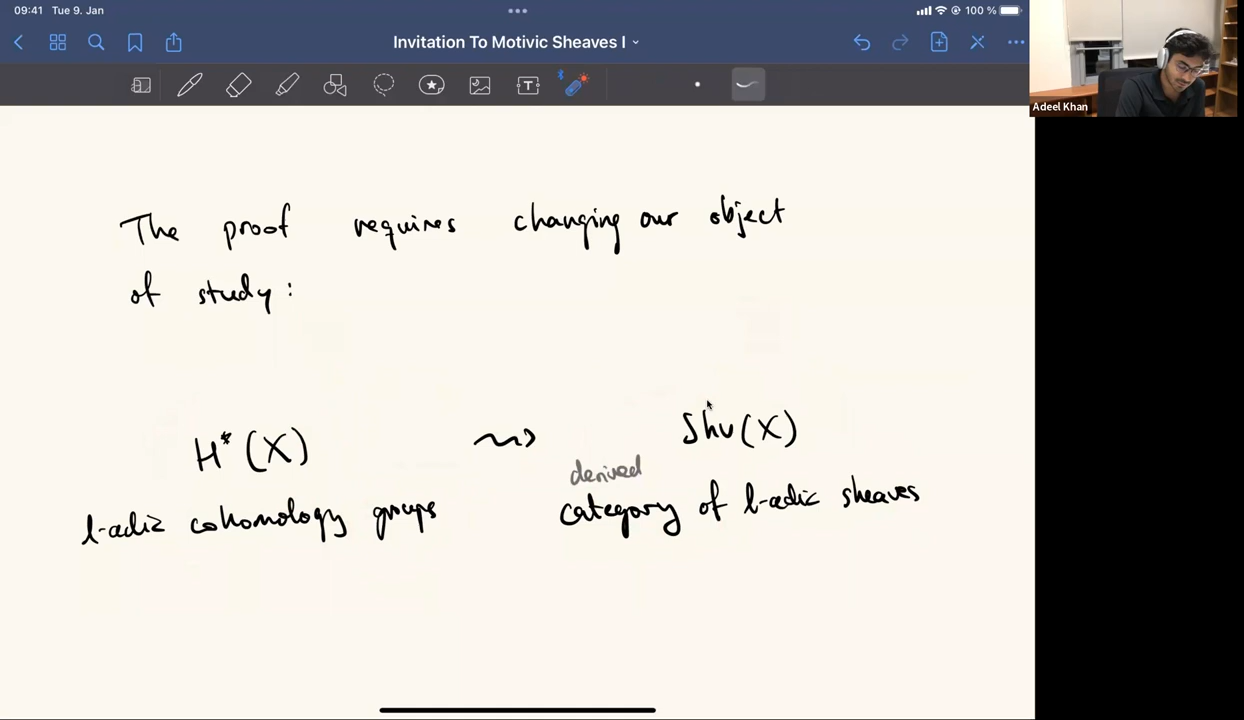 09:41 Tue 9. Jan
100 %
Invitation To Motivic Sheaves I
T
Adeel Khan
The proof requires changing our object
of study:
H*(X) ⇝ Shv(X)
derived
l-adic cohomology groups category of l-adic sheaves